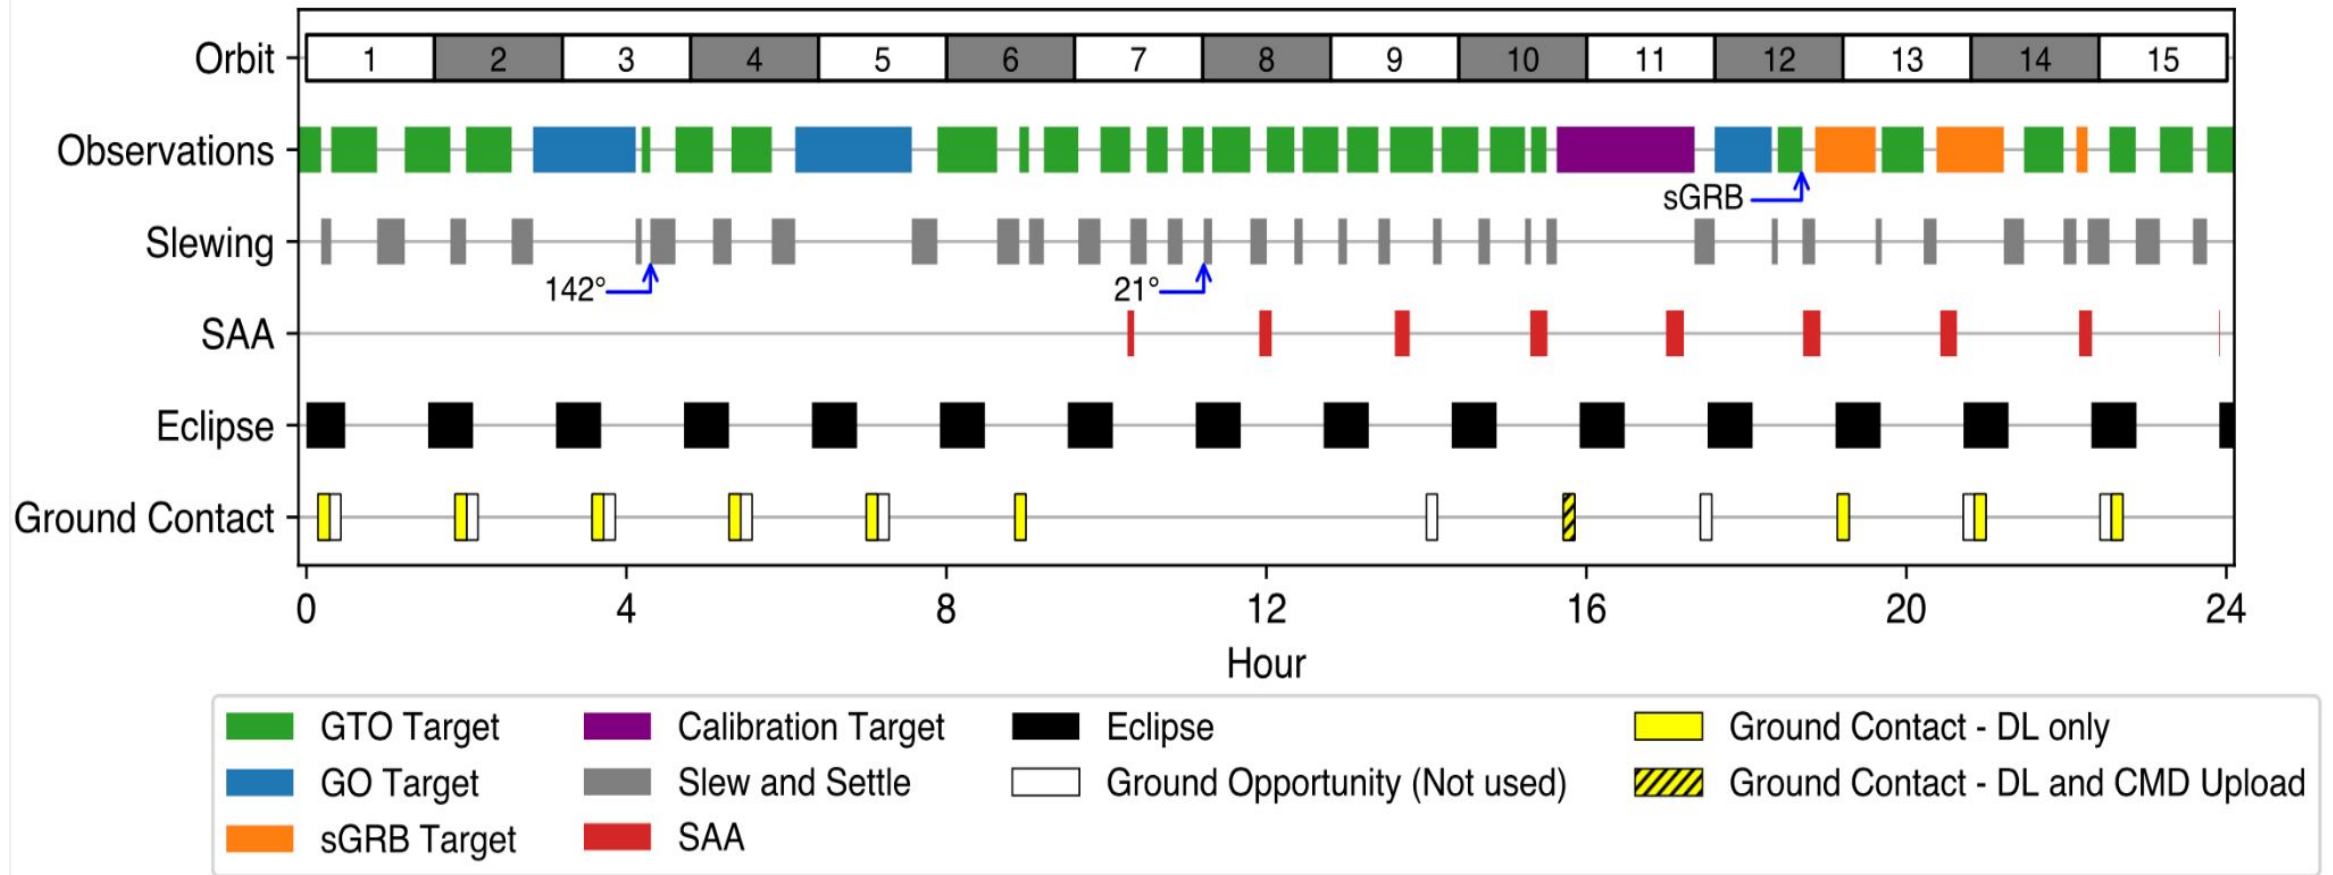 Orbit 1 2 3 4 5 6 7 8 9 10 11 12 13 14 15
Observations
sGRB
Slewing
142° 21°
SAA
Eclipse
Ground Contact
0 4 8 12 16 20 24
Hour
GTO Target Calibration Target Eclipse Ground Contact - DL only
GO Target Slew and Settle Ground Opportunity (Not used) Ground Contact - DL and CMD Upload
sGRB Target SAA